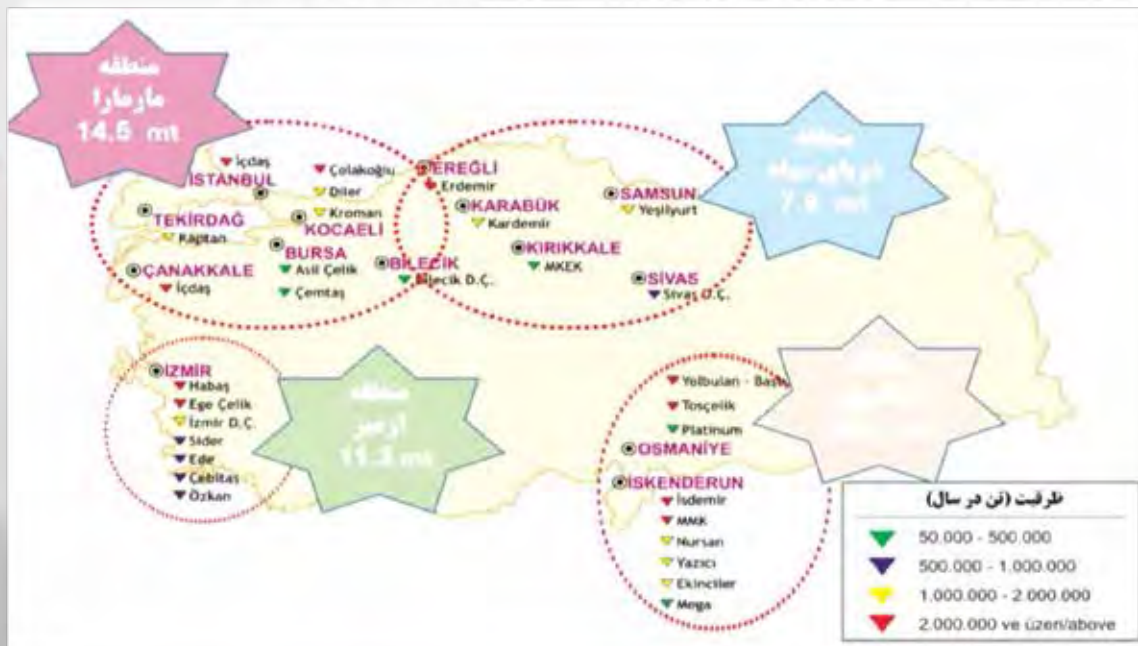 منطقه
مارمارا
14.5 mt
İçdaş
İSTANBUL
Çolakoğlu
Diler
Kroman
TEKİRDAĞ
Kaptan
KOCAELİ
BURSA
Asil Çelik
Çemtaş
BİLECİK
Bilecik D.Ç.
ÇANAKKALE
İçdaş
EREĞLİ
Erdemir
KARABÜK
Kardemir
SAMSUN
Yeşilyurt
KIRIKKALE
MKEK
SİVAS
Sivas D.Ç.
منطقه
İZMİR
Habaş
Ege Çelik
İzmir D.Ç.
Sider
Ede
Çebitaş
Özkan
منطقه
ازمیر
11.3 mt
Yolbulan -
Tosçelik
Platinum
OSMANİYE
İSKENDERUN
İsdemir
MMK
Nursan
Yazıcı
Ekinciler
Mega
ظرفیت (تن در سال)
50.000 - 500.000
500.000 - 1.000.000
1.000.000 - 2.000.000
2.000.000 ve üzeri/above